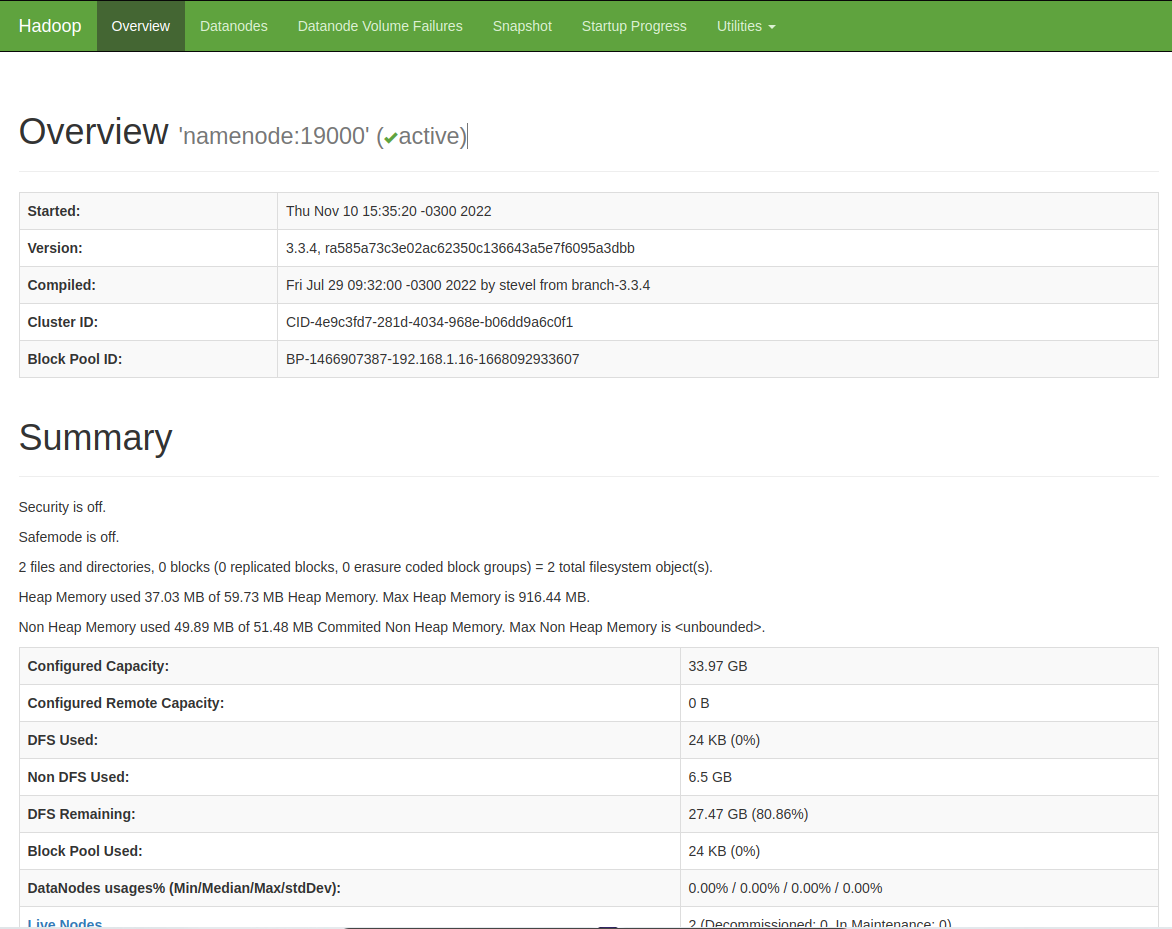 Hadoop Overview Datanodes Datanode Volume Failures Snapshot Startup Progress Utilities
Overview 'namenode:19000' (✔active)
Started: Thu Nov 10 15:35:20 -0300 2022
Version: 3.3.4, ra585a73c3e02ac62350c136643a5e7f6095a3dbb
Compiled: Fri Jul 29 09:32:00 -0300 2022 by stevel from branch-3.3.4
Cluster ID: CID-4e9c3fd7-281d-4034-968e-b06dd9a6c0f1
Block Pool ID: BP-1466907387-192.168.1.16-1668092933607
Summary
Security is off.
Safemode is off.
2 files and directories, 0 blocks (0 replicated blocks, 0 erasure coded block groups) = 2 total filesystem object(s).
Heap Memory used 37.03 MB of 59.73 MB Heap Memory. Max Heap Memory is 916.44 MB.
Non Heap Memory used 49.89 MB of 51.48 MB Commited Non Heap Memory. Max Non Heap Memory is <unbounded>.
Configured Capacity: 33.97 GB
Configured Remote Capacity: 0 B
DFS Used: 24 KB (0%)
Non DFS Used: 6.5 GB
DFS Remaining: 27.47 GB (80.86%)
Block Pool Used: 24 KB (0%)
DataNodes usages% (Min/Median/Max/stdDev): 0.00% / 0.00% / 0.00% / 0.00%
Live Nodes 2 (Decommissioned: 0, In Maintenance: 0)